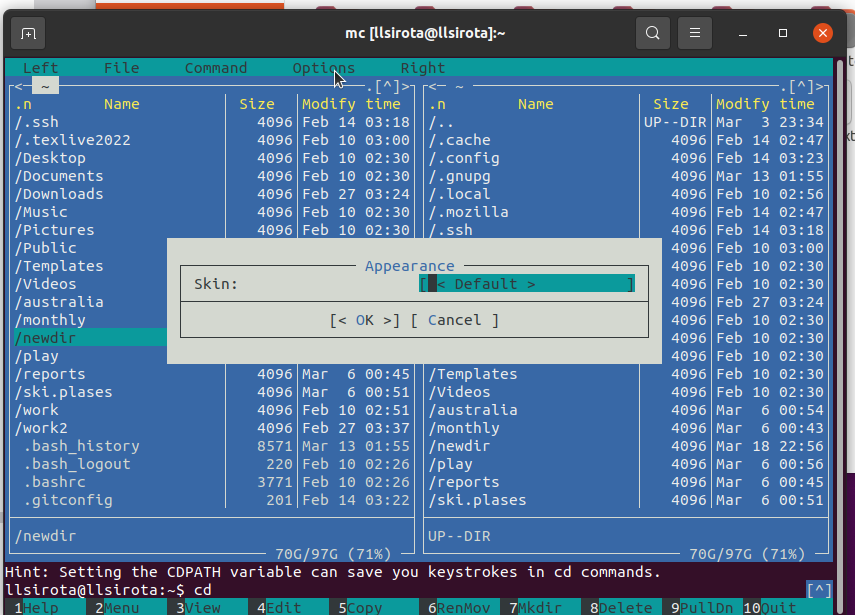 mc [llsirota@llsirota]:~
Left File Command Options Right
<─ ~ .[^]> <─ ~ .[^]>
.n Name Size Modify time .n Name Size Modify time
/.ssh 4096 Feb 14 03:18 /.. UP--DIR Mar 3 23:34
/.texlive2022 4096 Feb 10 03:00 /.cache 4096 Feb 14 02:47
/Desktop 4096 Feb 10 02:30 /.config 4096 Feb 14 03:23
/Documents 4096 Feb 10 02:30 /.gnupg 4096 Mar 13 01:55
/Downloads 4096 Feb 27 03:24 /.local 4096 Feb 10 02:56
/Music 4096 Feb 10 02:30 /.mozilla 4096 Feb 14 02:47
/Pictures 4096 Feb 10 02:30 /.ssh 4096 Feb 14 03:18
/Public 4096 Feb 10 03:00
/Templates 4096 Feb 10 02:30
/Videos 4096 Feb 10 02:30
/australia 4096 Feb 27 03:24
/monthly 4096 Feb 10 02:30
/newdir 4096 Feb 10 02:30
/play 4096 Feb 10 02:30
Appearance
Skin: [ < Default > ]
[< OK >] [ Cancel ]
/reports 4096 Mar 6 00:45 /Templates 4096 Feb 10 02:30
/ski.plases 4096 Mar 6 00:51 /Videos 4096 Feb 10 02:30
/work 4096 Feb 10 02:51 /australia 4096 Mar 6 00:54
/work2 4096 Feb 27 03:37 /monthly 4096 Mar 6 00:43
.bash_history 8571 Mar 13 01:55 /newdir 4096 Mar 18 22:56
.bash_logout 220 Feb 10 02:26 /play 4096 Mar 6 00:56
.bashrc 3771 Feb 10 02:26 /reports 4096 Mar 6 00:45
.gitconfig 201 Feb 14 03:22 /ski.plases 4096 Mar 6 00:51
/newdir UP--DIR
70G/97G (71%) 70G/97G (71%)
Hint: Setting the CDPATH variable can save you keystrokes in cd commands.
llsirota@llsirota:~$ cd [^]
1Help 2Menu 3View 4Edit 5Copy 6RenMov 7Mkdir 8Delete 9PullDn 10Quit